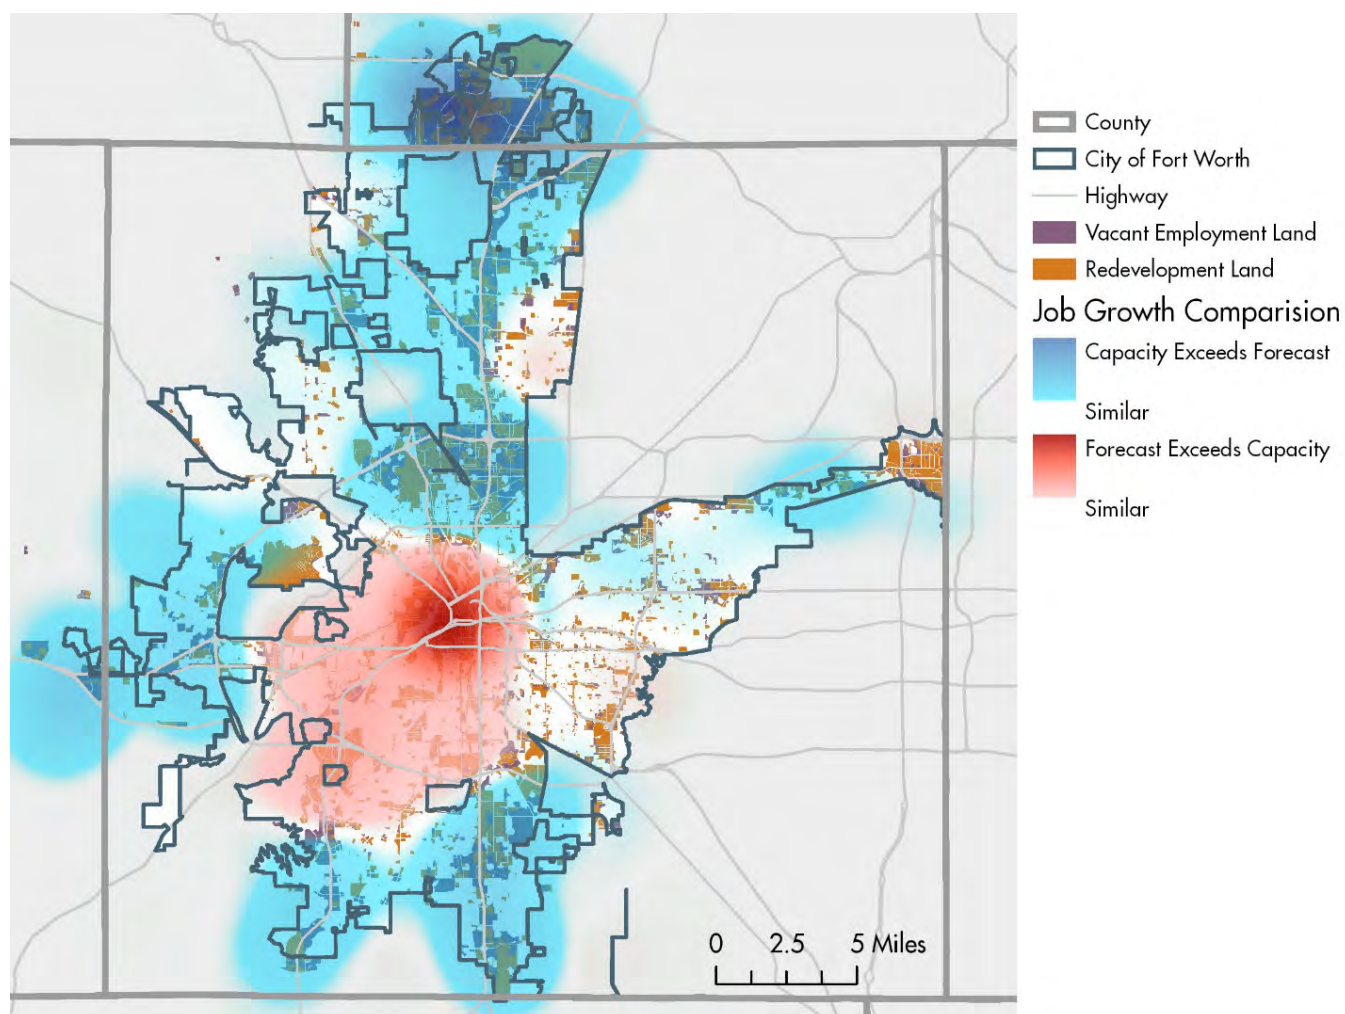 County
City of Fort Worth
Highway
Vacant Employment Land
Redevelopment Land
Job Growth Comparision
Capacity Exceeds Forecast
Similar
Forecast Exceeds Capacity
Similar
0 2.5 5 Miles